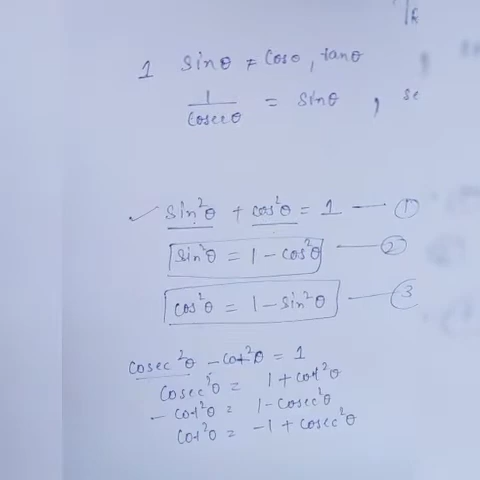 1 sinθ = cosθ, tanθ
1/cosecθ = sinθ,
✓ sin²θ + cos²θ = 1 — ①
sin²θ = 1 - cos²θ — ②
cos²θ = 1 - sin²θ — ③
cosec²θ - cot²θ = 1
cosec²θ = 1 + cot²θ
- cot²θ = 1 - cosec²θ
cot²θ = -1 + cosec²θ